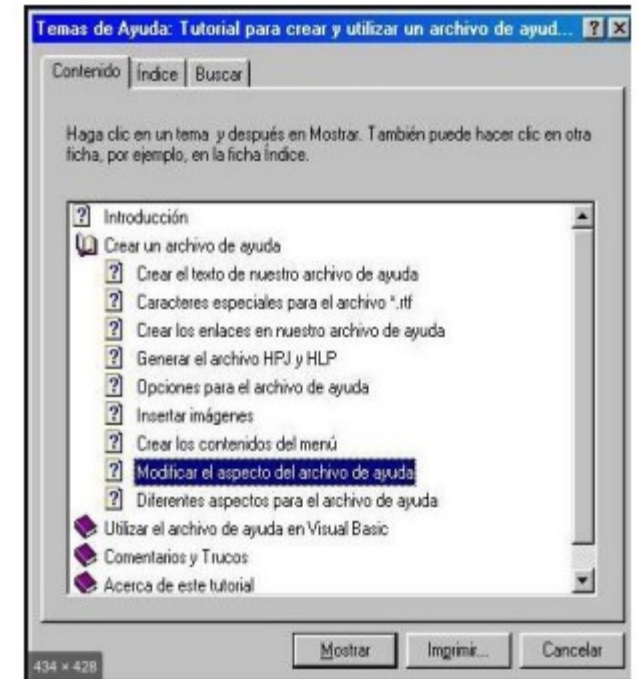 Temas de Ayuda: Tutorial para crear y utilizar un archivo de ayud...
Contenido Índice Buscar
Haga clic en un tema y después en Mostrar. También puede hacer clic en otra
ficha, por ejemplo, en la ficha Índice.
Introducción
Crear un archivo de ayuda
Crear el texto de nuestro archivo de ayuda
Caracteres especiales para el archivo *.rtf
Crear los enlaces en nuestro archivo de ayuda
Generar el archivo HPJ y HLP
Opciones para el archivo de ayuda
Insertar imágenes
Crear los contenidos del menú
Modificar el aspecto del archivo de ayuda
Diferentes aspectos para el archivo de ayuda
Utilizar el archivo de ayuda en Visual Basic
Comentarios y Trucos
Acerca de este tutorial
Mostrar Imprimir... Cancelar
434 × 428